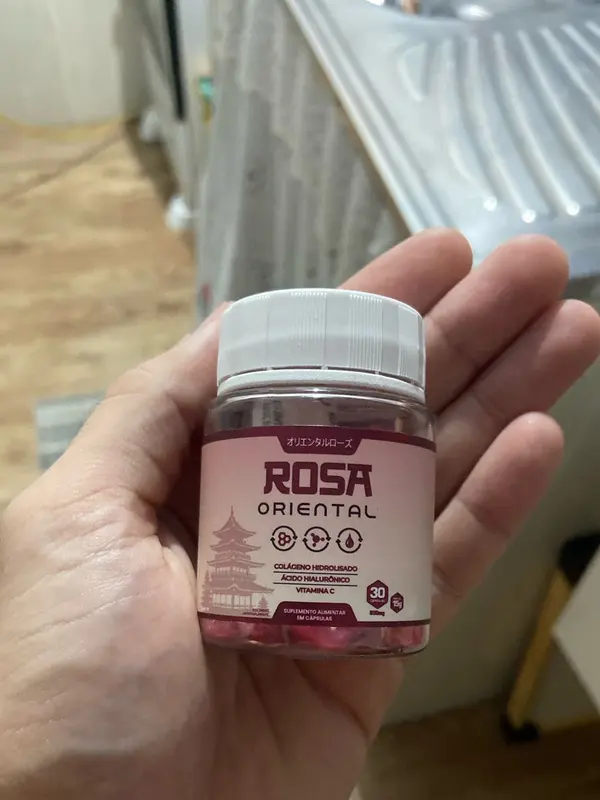 オリエンタルローズ
ROSA
ORIENTAL
COLÁGENO HIDROLISADO
ÁCIDO HIALURÔNICO
VITAMINA C
30
15g
500mg
SUPLEMENTO ALIMENTAR
EM CÁPSULAS